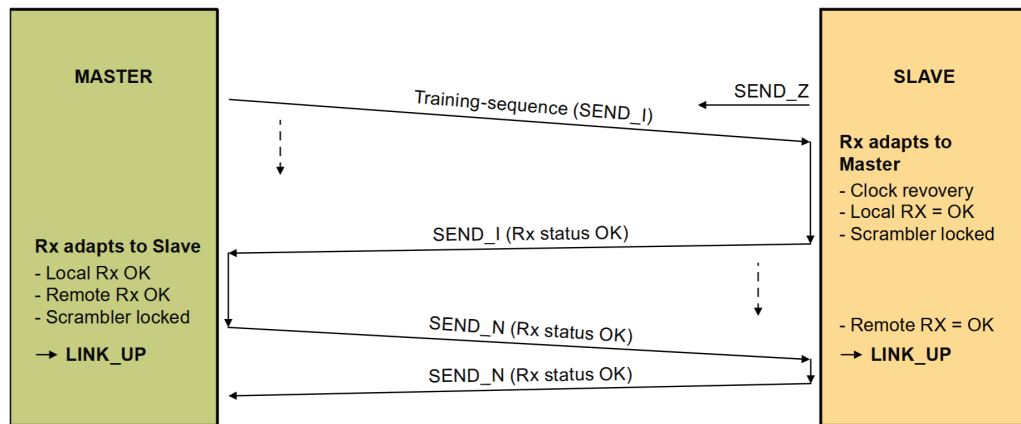 MASTER
SLAVE
SEND_Z
Training-sequence (SEND_I)
Rx adapts to
Master
- Clock revovery
- Local RX = OK
- Scrambler locked
SEND_I (Rx status OK)
Rx adapts to Slave
- Local Rx OK
- Remote Rx OK
- Scrambler locked
→ LINK_UP
SEND_N (Rx status OK)
- Remote RX = OK
→ LINK_UP
SEND_N (Rx status OK)